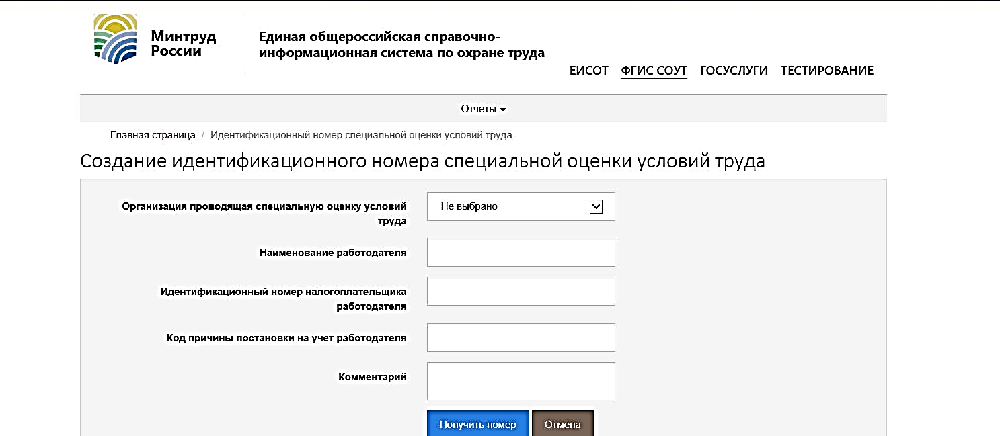 Минтруд
России
Единая общероссийская справочно-
информационная система по охране труда
ЕИСОТ ФГИС СОУТ ГОСУСЛУГИ ТЕСТИРОВАНИЕ
Отчеты
Главная страница / Идентификационный номер специальной оценки условий труда
Создание идентификационного номера специальной оценки условий труда
Организация проводящая специальную оценку условий
труда
Не выбрано
Наименование работодателя
Идентификационный номер налогоплательщика
работодателя
Код причины постановки на учет работодателя
Комментарий
Получить номер Отмена